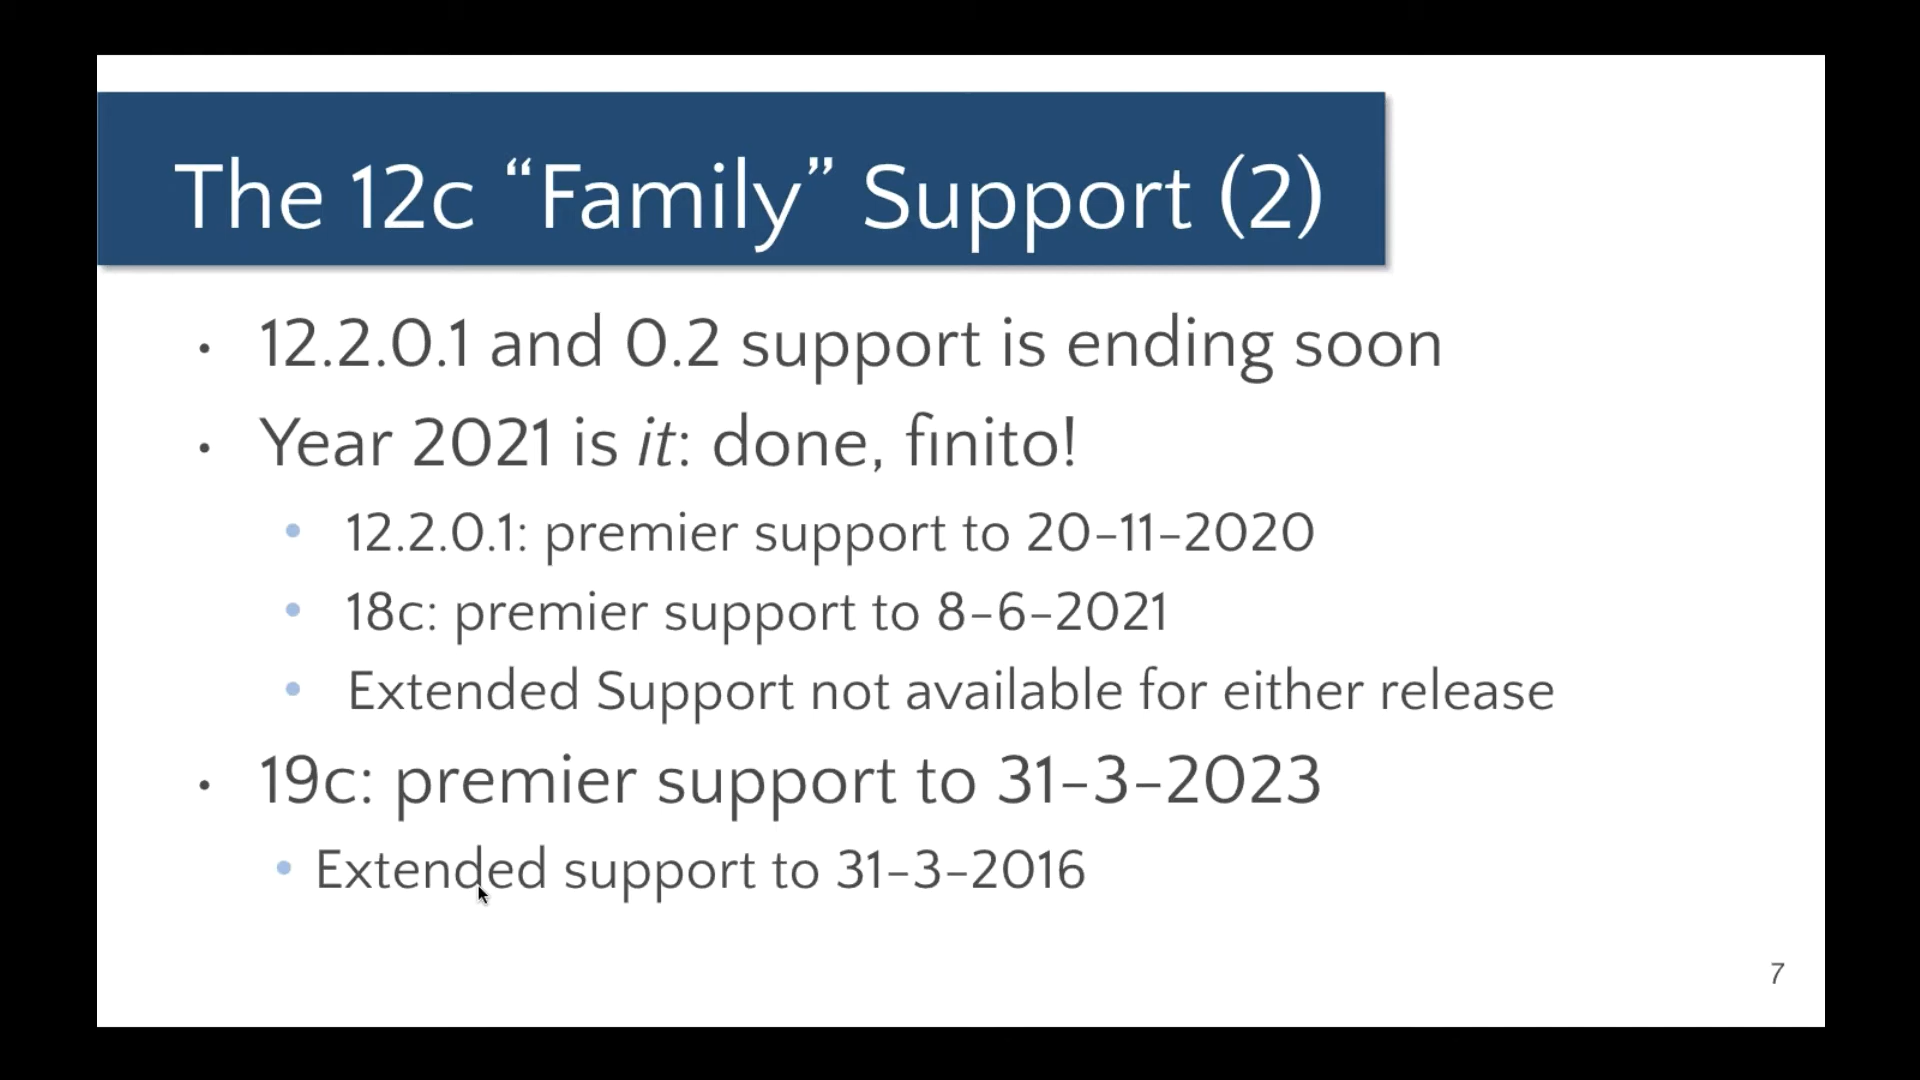 The 12c “Family” Support (2)
• 12.2.0.1 and 0.2 support is ending soon
• Year 2021 is it: done, finito!
• 12.2.0.1: premier support to 20-11-2020
• 18c: premier support to 8-6-2021
• Extended Support not available for either release
• 19c: premier support to 31-3-2023
• Extended support to 31-3-2016
7